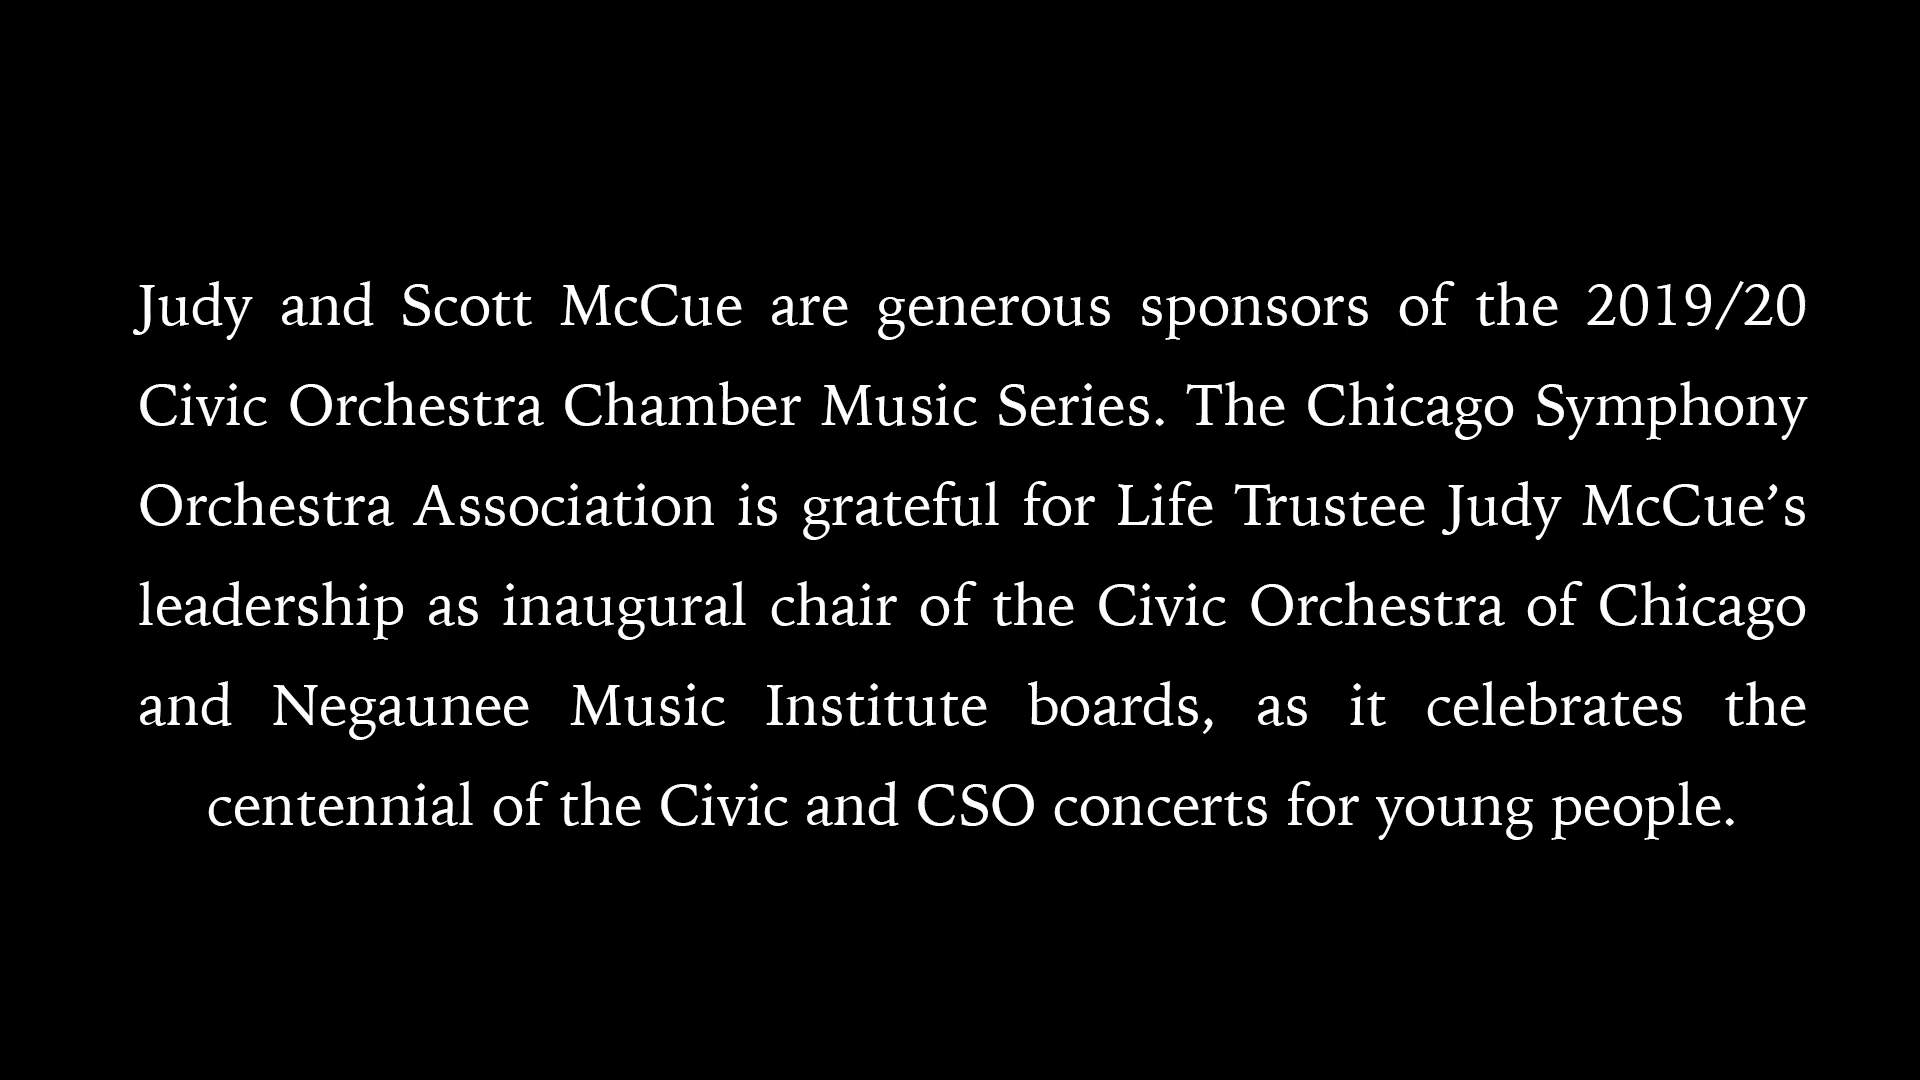 Judy and Scott McCue are generous sponsors of the 2019/20
Civic Orchestra Chamber Music Series. The Chicago Symphony
Orchestra Association is grateful for Life Trustee Judy McCue’s
leadership as inaugural chair of the Civic Orchestra of Chicago
and Negaunee Music Institute boards, as it celebrates the
centennial of the Civic and CSO concerts for young people.